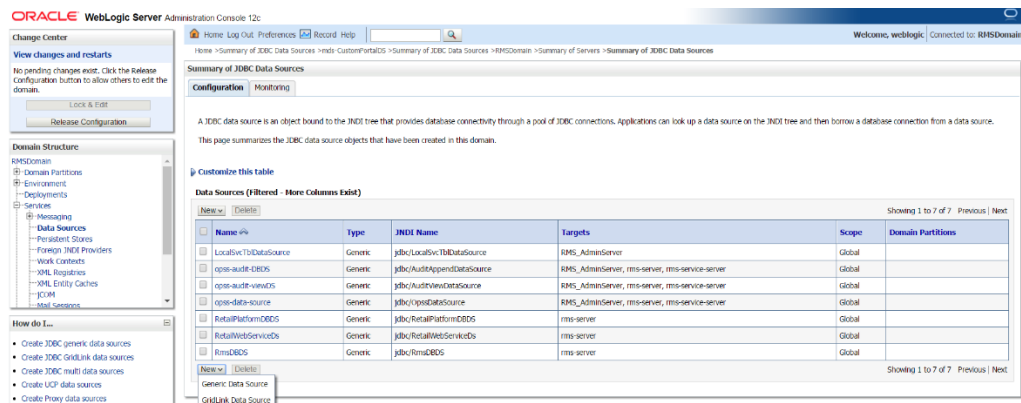 ORACLE WebLogic Server Administration Console 12c
Change Center
View changes and restarts
No pending changes exist. Click the Release
Configuration button to allow others to edit the
domain.
Lock & Edit
Release Configuration
Domain Structure
RMSDomain
Domain Partitions
Environment
Deployments
Services
Messaging
Data Sources
Persistent Stores
Foreign JNDI Providers
Work Contexts
XML Registries
XML Entity Caches
jCOM
Mail Sessions
How do I...
Create JDBC generic data sources
Create JDBC GridLink data sources
Create JDBC multi data sources
Create UCP data sources
Create Proxy data sources
Home Log Out Preferences Record Help
Welcome, weblogic Connected to: RMSDomain
Home >Summary of JDBC Data Sources >mds-CustomPortalDS >Summary of JDBC Data Sources >RMSDomain >Summary of Servers >Summary of JDBC Data Sources
Summary of JDBC Data Sources
Configuration Monitoring
A JDBC data source is an object bound to the JNDI tree that provides database connectivity through a pool of JDBC connections. Applications can look up a data source on the JNDI tree and then borrow a database connection from a data source.
This page summarizes the JDBC data source objects that have been created in this domain.
Customize this table
Data Sources (Filtered - More Columns Exist)
New Delete Showing 1 to 7 of 7 Previous | Next
Name Type JNDI Name Targets Scope Domain Partitions
LocalSvcTblDataSource Generic jdbc/LocalSvcTblDataSource RMS_AdminServer Global
opss-audit-DBDS Generic jdbc/AuditAppendDataSource RMS_AdminServer, rms-server, rms-service-server Global
opss-audit-viewDS Generic jdbc/AuditViewDataSource RMS_AdminServer, rms-server, rms-service-server Global
opss-data-source Generic jdbc/OpssDataSource RMS_AdminServer, rms-server, rms-service-server Global
RetailPlatformDBDS Generic jdbc/RetailPlatformDBDS rms-server Global
RetailWebServiceDs Generic jdbc/RetailWebServiceDs rms-server Global
RmsDBDS Generic jdbc/RmsDBDS rms-server Global
New Delete Showing 1 to 7 of 7 Previous | Next
Generic Data Source
GridLink Data Source